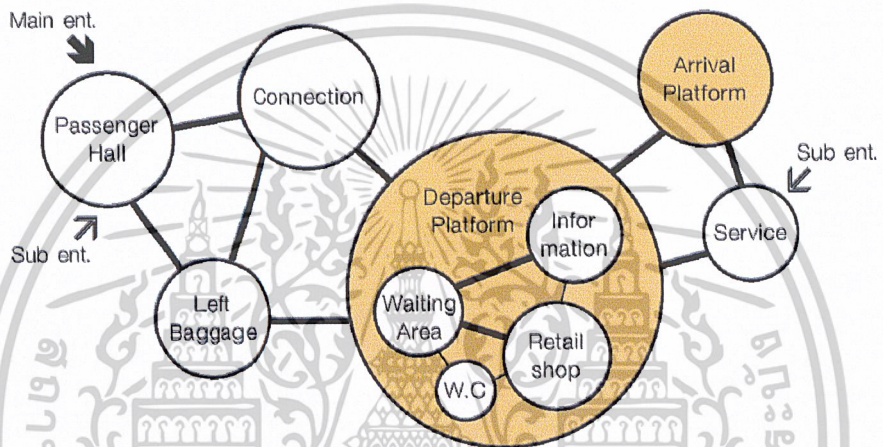 Main ent.
Passenger
Hall
Sub ent.
Connection
Left
Baggage
Departure
Platform
Infor
mation
Waiting
Area
Retail
shop
W.C
Arrival
Platform
Sub ent.
Service